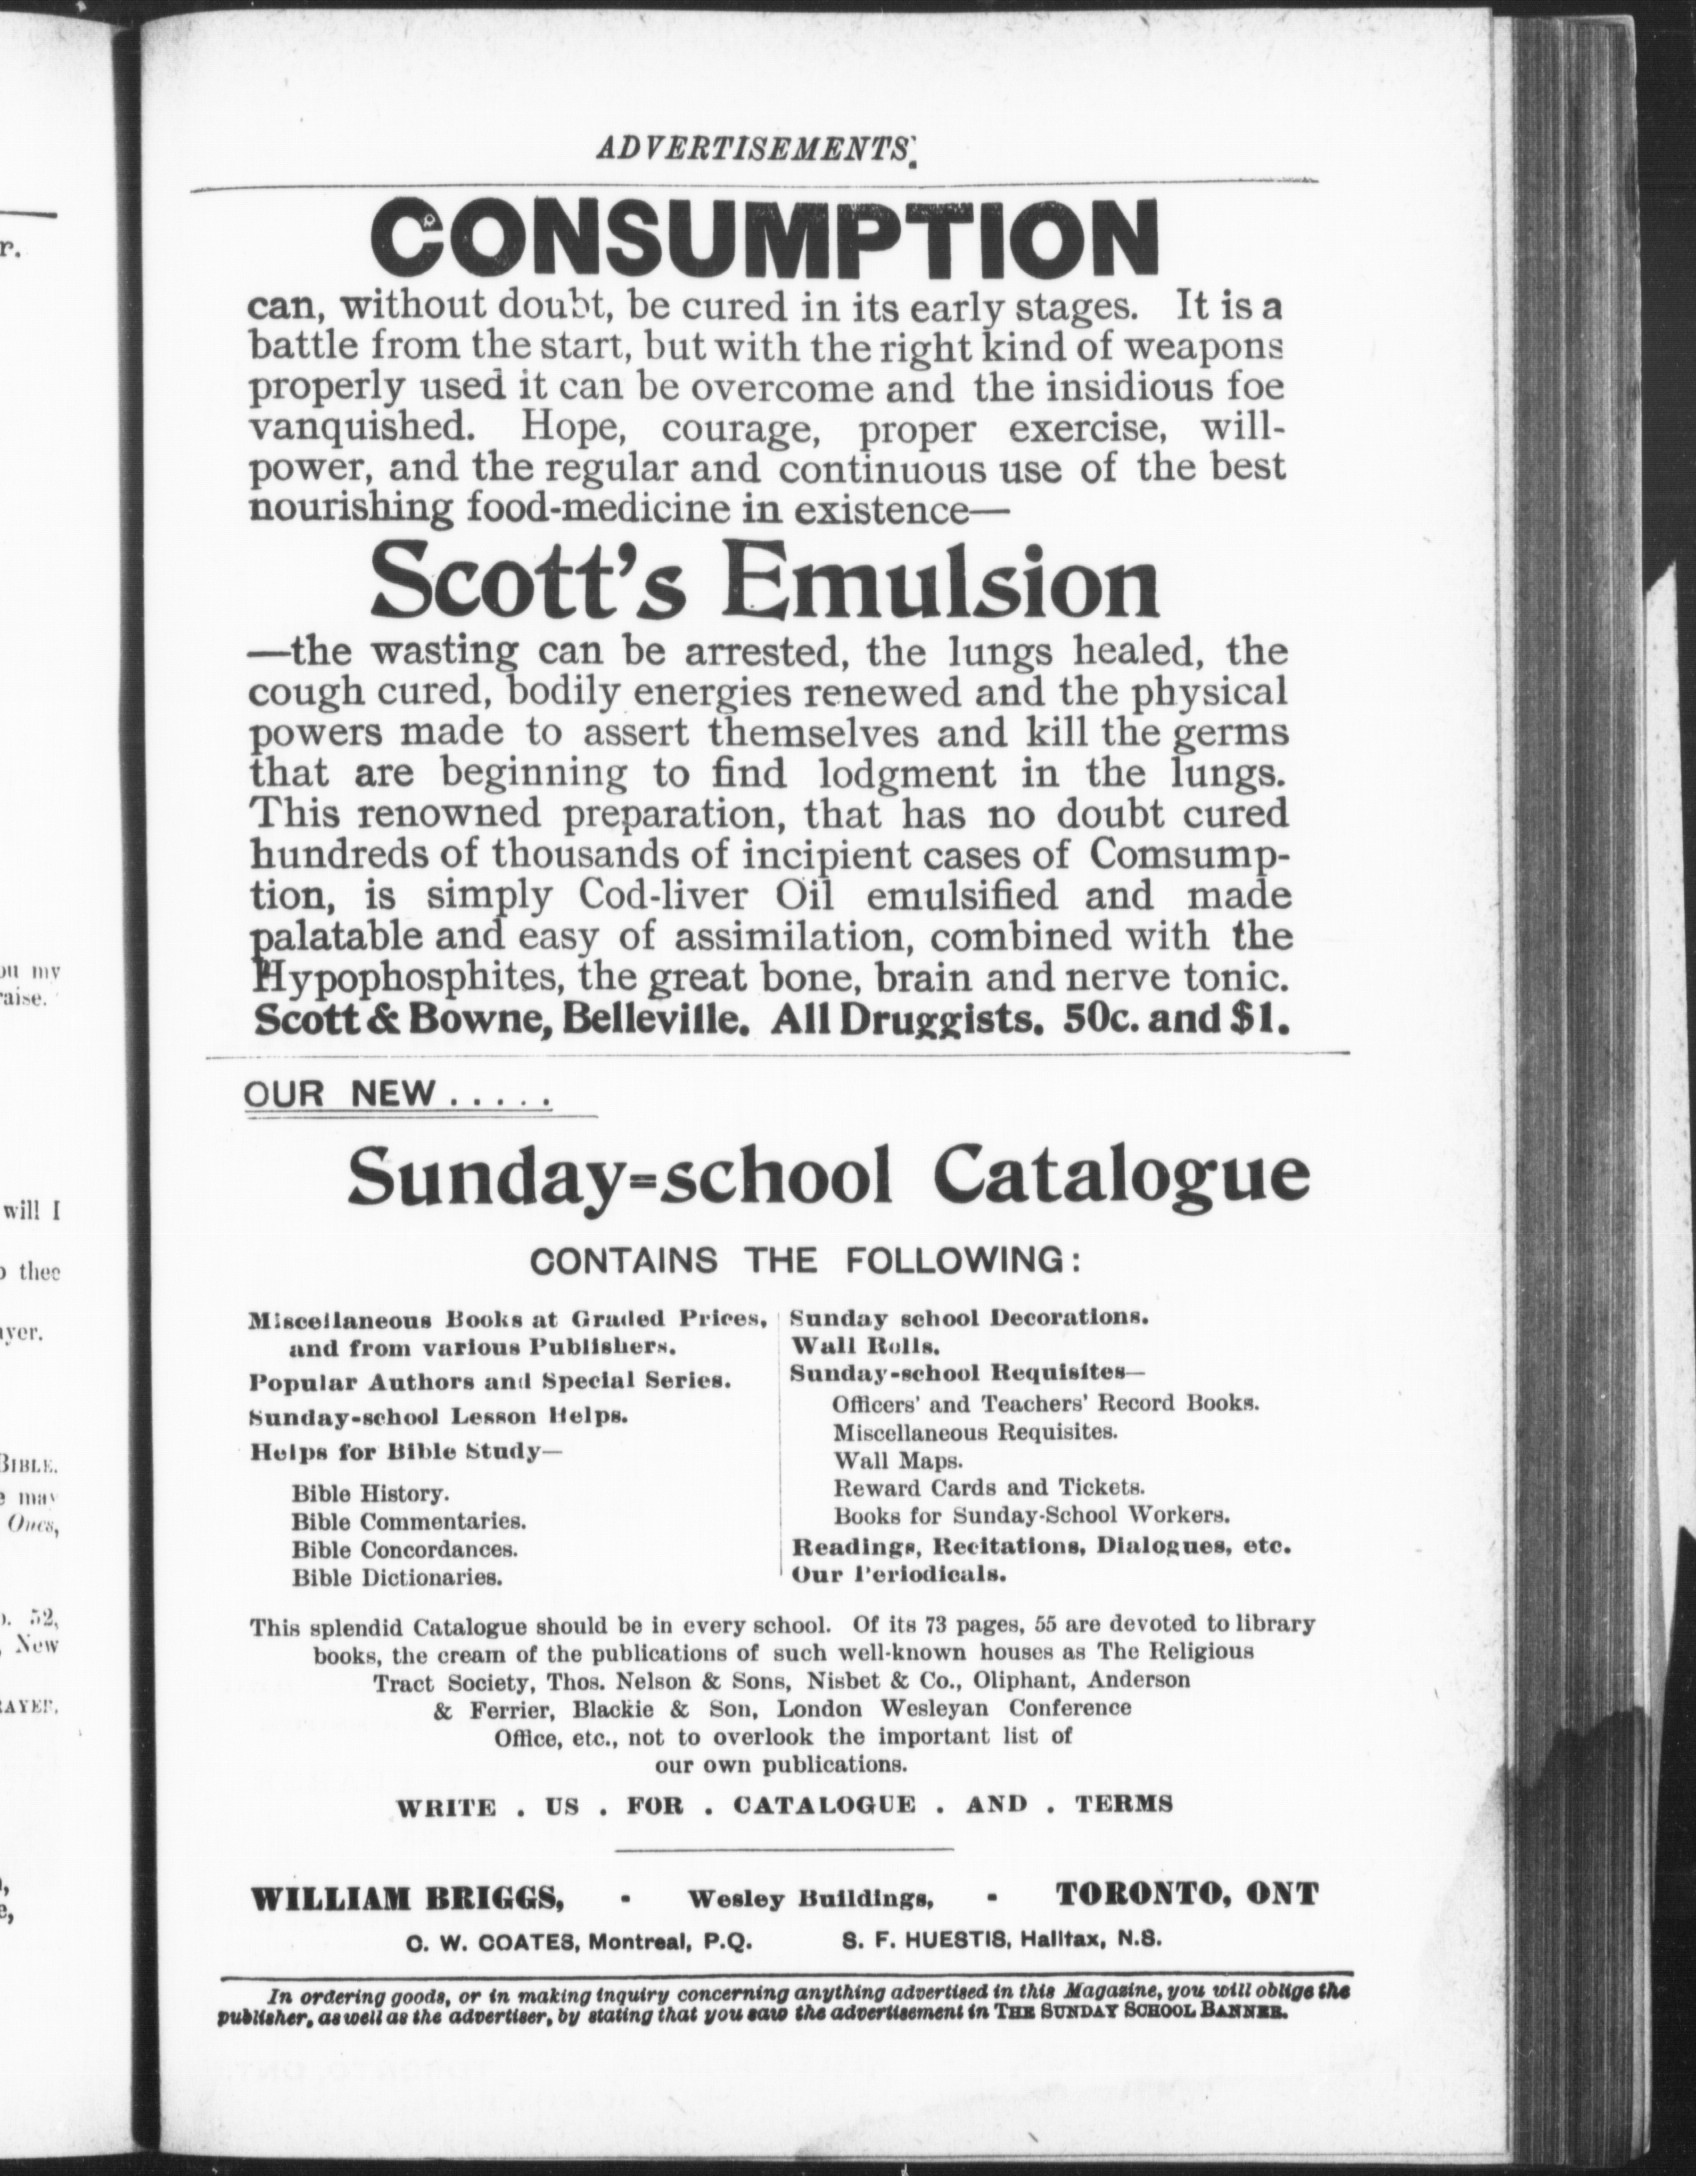 ADVERTISEMENTS.
CONSUMPTION
can, without doubt, be cured in its early stages. It is a
battle from the start, but with the right kind of weapons
properly used it can be overcome and the insidious foe
vanquished. Hope, courage, proper exercise, will-
power, and the regular and continuous use of the best
nourishing food-medicine in existence—
Scott's Emulsion
—the wasting can be arrested, the lungs healed, the
cough cured, bodily energies renewed and the physical
powers made to assert themselves and kill the germs
that are beginning to find lodgment in the lungs.
This renowned preparation, that has no doubt cured
hundreds of thousands of incipient cases of Comsump-
tion, is simply Cod-liver Oil emulsified and made
palatable and easy of assimilation, combined with the
Hypophosphites, the great bone, brain and nerve tonic.
Scott & Bowne, Belleville. All Druggists. 50c. and $1.
OUR NEW . . . . .
Sunday-school Catalogue
CONTAINS THE FOLLOWING:
Miscellaneous Books at Graded Prices,
and from various Publishers.
Popular Authors and Special Series.
Sunday-school Lesson Helps.
Helps for Bible Study—
Bible History.
Bible Commentaries.
Bible Concordances.
Bible Dictionaries.
Sunday school Decorations.
Wall Rolls.
Sunday-school Requisites—
Officers' and Teachers' Record Books.
Miscellaneous Requisites.
Wall Maps.
Reward Cards and Tickets.
Books for Sunday-School Workers.
Readings, Recitations, Dialogues, etc.
Our Periodicals.
This splendid Catalogue should be in every school. Of its 73 pages, 55 are devoted to library
books, the cream of the publications of such well-known houses as The Religious
Tract Society, Thos. Nelson & Sons, Nisbet & Co., Oliphant, Anderson
& Ferrier, Blackie & Son, London Wesleyan Conference
Office, etc., not to overlook the important list of
our own publications.
WRITE . US . FOR . CATALOGUE . AND . TERMS
WILLIAM BRIGGS, - Wesley Buildings, - TORONTO, ONT
C. W. COATES, Montreal, P.Q. S. F. HUESTIS, Halifax, N.S.
In ordering goods, or in making inquiry concerning anything advertised in this Magazine, you will oblige the
publisher, as well as the advertiser, by stating that you saw the advertisement in THE SUNDAY SCHOOL BANNER.